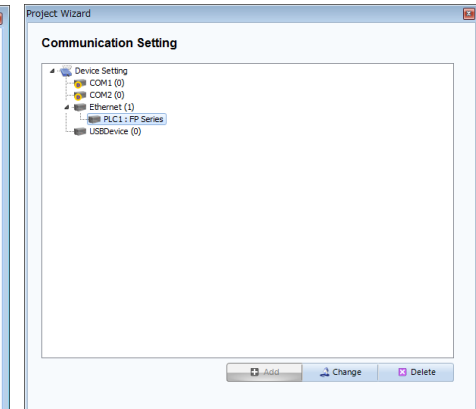 Project Wizard
Communication Setting
Device Setting
COM1 (0)
COM2 (0)
Ethernet (1)
PLC1 : FP Series
USBDevice (0)
Add Change Delete